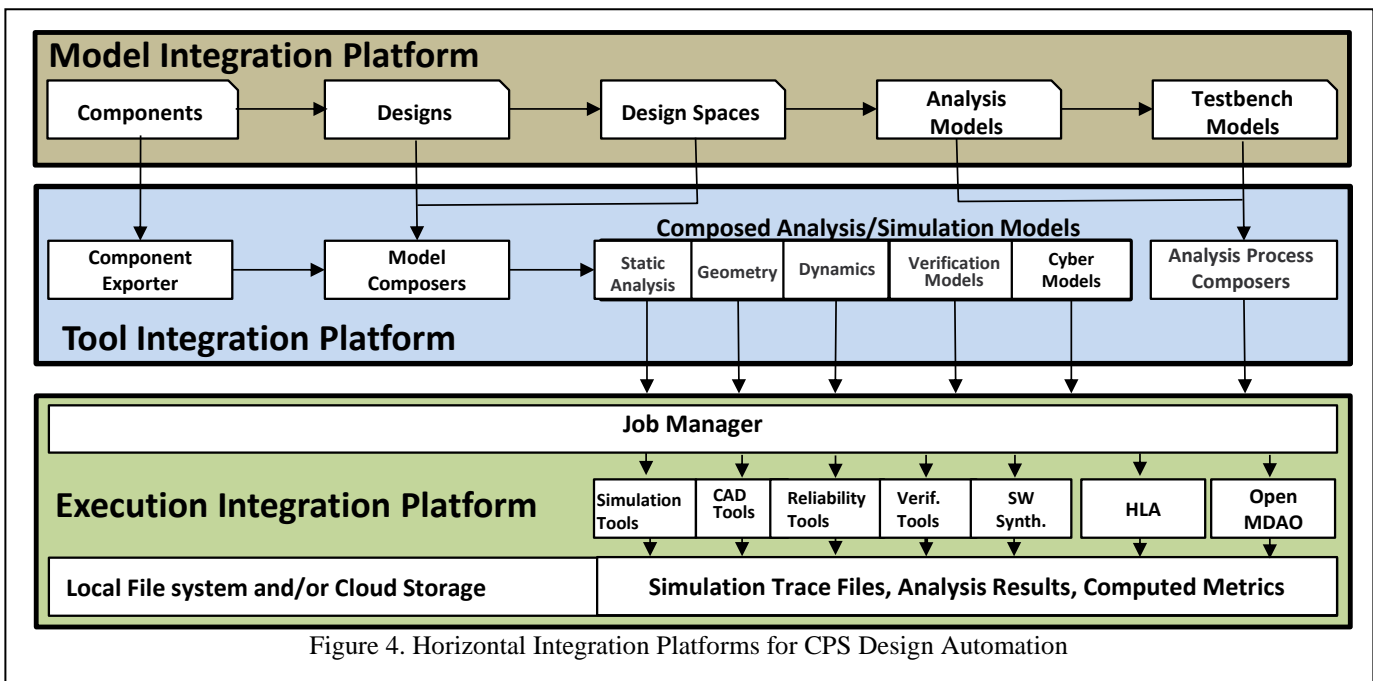 Model Integration Platform
Components
Designs
Design Spaces
Analysis
Models
Testbench
Models
Composed Analysis/Simulation Models
Component
Exporter
Model
Composers
Static
Analysis
Geometry
Dynamics
Verification
Models
Cyber
Models
Analysis Process
Composers
Tool Integration Platform
Job Manager
Execution Integration Platform
Simulation
Tools
CAD
Tools
Reliability
Tools
Verif.
Tools
SW
Synth.
HLA
Open
MDAO
Local File system and/or Cloud Storage
Simulation Trace Files, Analysis Results, Computed Metrics
Figure 4. Horizontal Integration Platforms for CPS Design Automation